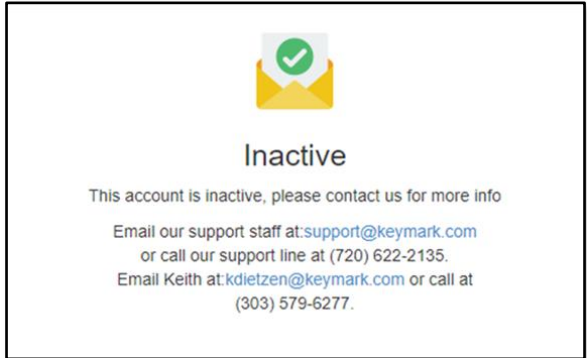 Inactive
This account is inactive, please contact us for more info
Email our support staff at:support@keymark.com
or call our support line at (720) 622-2135.
Email Keith at:kdietzen@keymark.com or call at
(303) 579-6277.